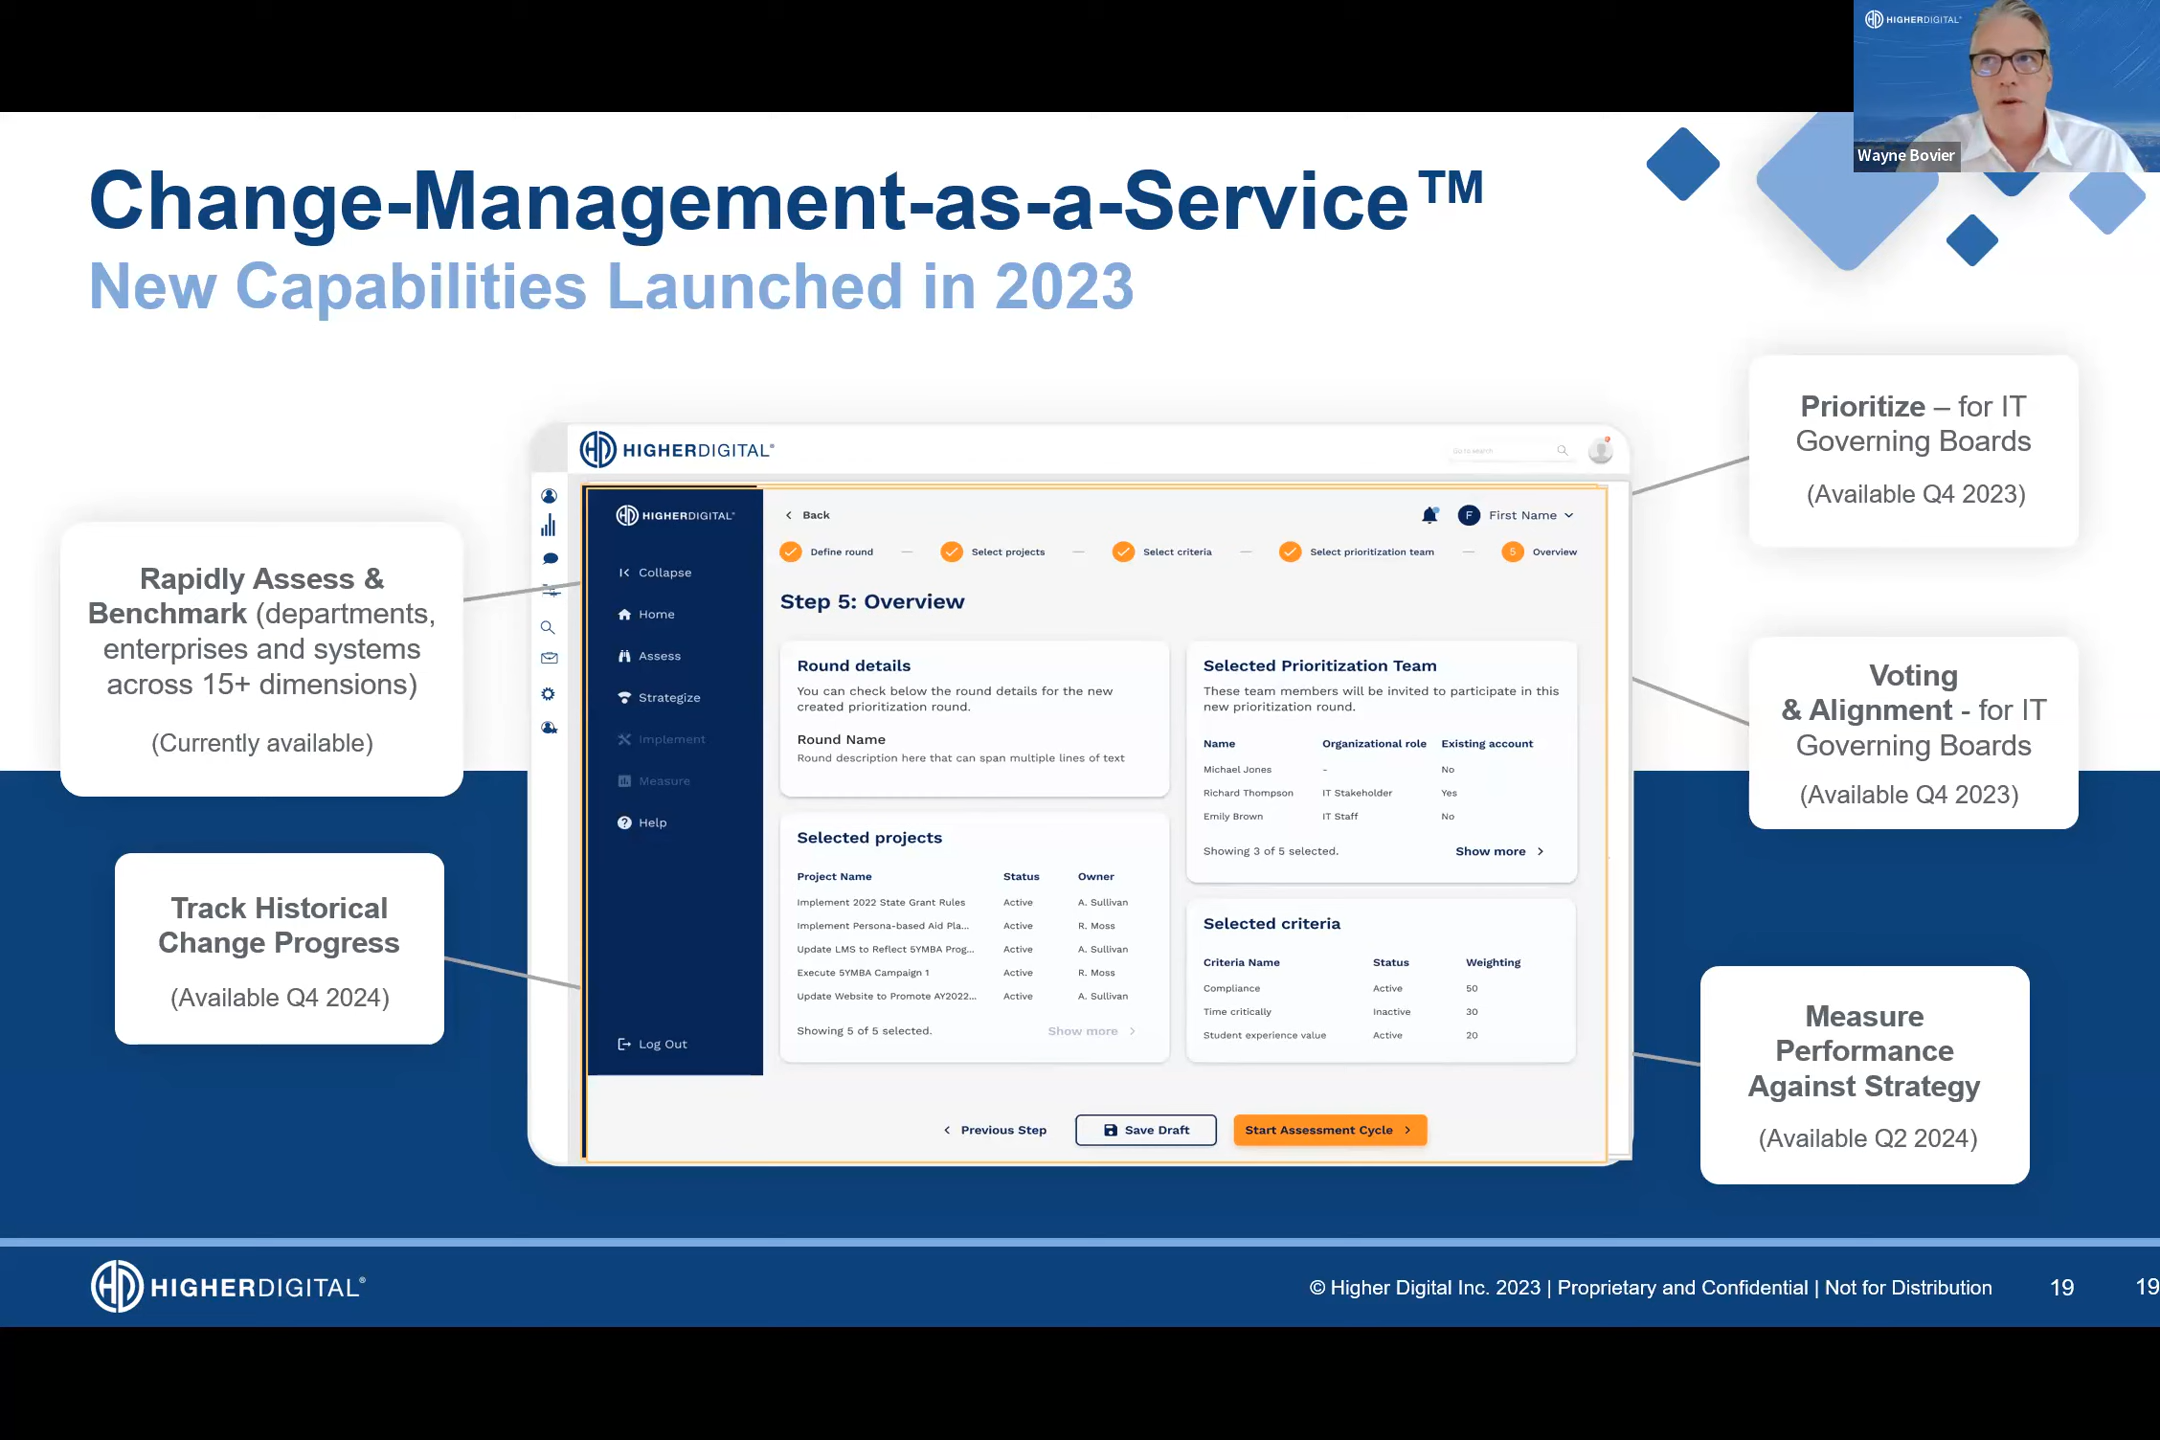 HIGHERDIGITAL
Wayne Bovier
Change-Management-as-a-Service™
New Capabilities Launched in 2023
Rapidly Assess &
Benchmark (departments,
enterprises and systems
across 15+ dimensions)
(Currently available)
Track Historical
Change Progress
(Available Q4 2024)
HIGHERDIGITAL®
Go to search
HIGHERDIGITAL
Collapse
Home
Assess
Strategize
Implement
Measure
Help
Log Out
Back
F First Name
Define round — Select projects — Select criteria — Select prioritization team — 5 Overview
Step 5: Overview
Round details
You can check below the round details for the new
created prioritization round.
Round Name
Round description here that can span multiple lines of text
Selected projects
Project Name Status Owner
Implement 2022 State Grant Rules Active A. Sullivan
Implement Persona-based Aid Pla... Active R. Moss
Update LMS to Reflect 5YMBA Prog... Active A. Sullivan
Execute 5YMBA Campaign 1 Active R. Moss
Update Website to Promote AY2022... Active A. Sullivan
Showing 5 of 5 selected. Show more
Selected Prioritization Team
These team members will be invited to participate in this
new prioritization round.
Name Organizational role Existing account
Michael Jones - No
Richard Thompson IT Stakeholder Yes
Emily Brown IT Staff No
Showing 3 of 5 selected. Show more
Selected criteria
Criteria Name Status Weighting
Compliance Active 50
Time critically Inactive 30
Student experience value Active 20
Previous Step
Save Draft
Start Assessment Cycle
Prioritize – for IT
Governing Boards
(Available Q4 2023)
Voting
& Alignment - for IT
Governing Boards
(Available Q4 2023)
Measure
Performance
Against Strategy
(Available Q2 2024)
HIGHERDIGITAL®
© Higher Digital Inc. 2023 | Proprietary and Confidential | Not for Distribution 19 19